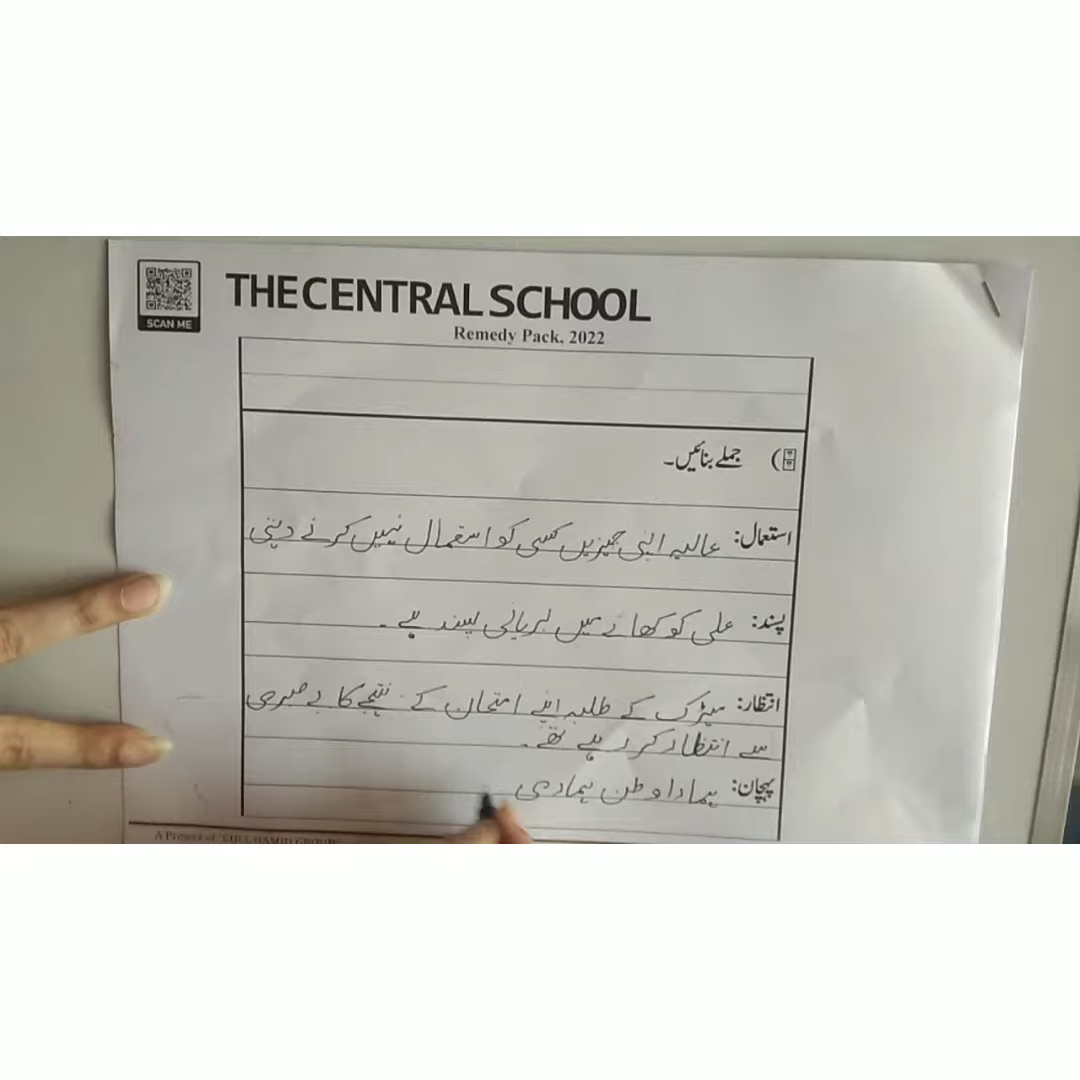 SCAN ME
THE CENTRAL SCHOOL
Remedy Pack, 2022
جملے بنائیں۔
استعمال: عالیہ اپنی چیزیں کسی کو استعمال نہیں کرنے دیتی
پسند: علی کو کھانے میں بریانی پسند ہے۔
انتظار: میٹرک کے طلبہ اپنے امتحان کے نتیجے کا بے صبری
سے انتظار کر رہے تھے۔
پہچان: ہمارا وطن ہماری
A Project of